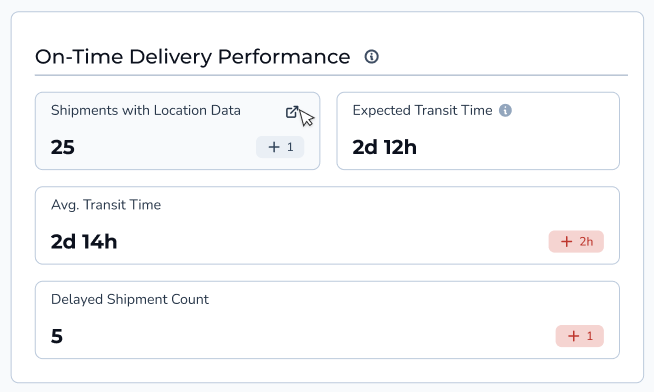 On-Time Delivery Performance
Shipments with Location Data
25
+ 1
Expected Transit Time
2d 12h
Avg. Transit Time
2d 14h
+ 2h
Delayed Shipment Count
5
+ 1